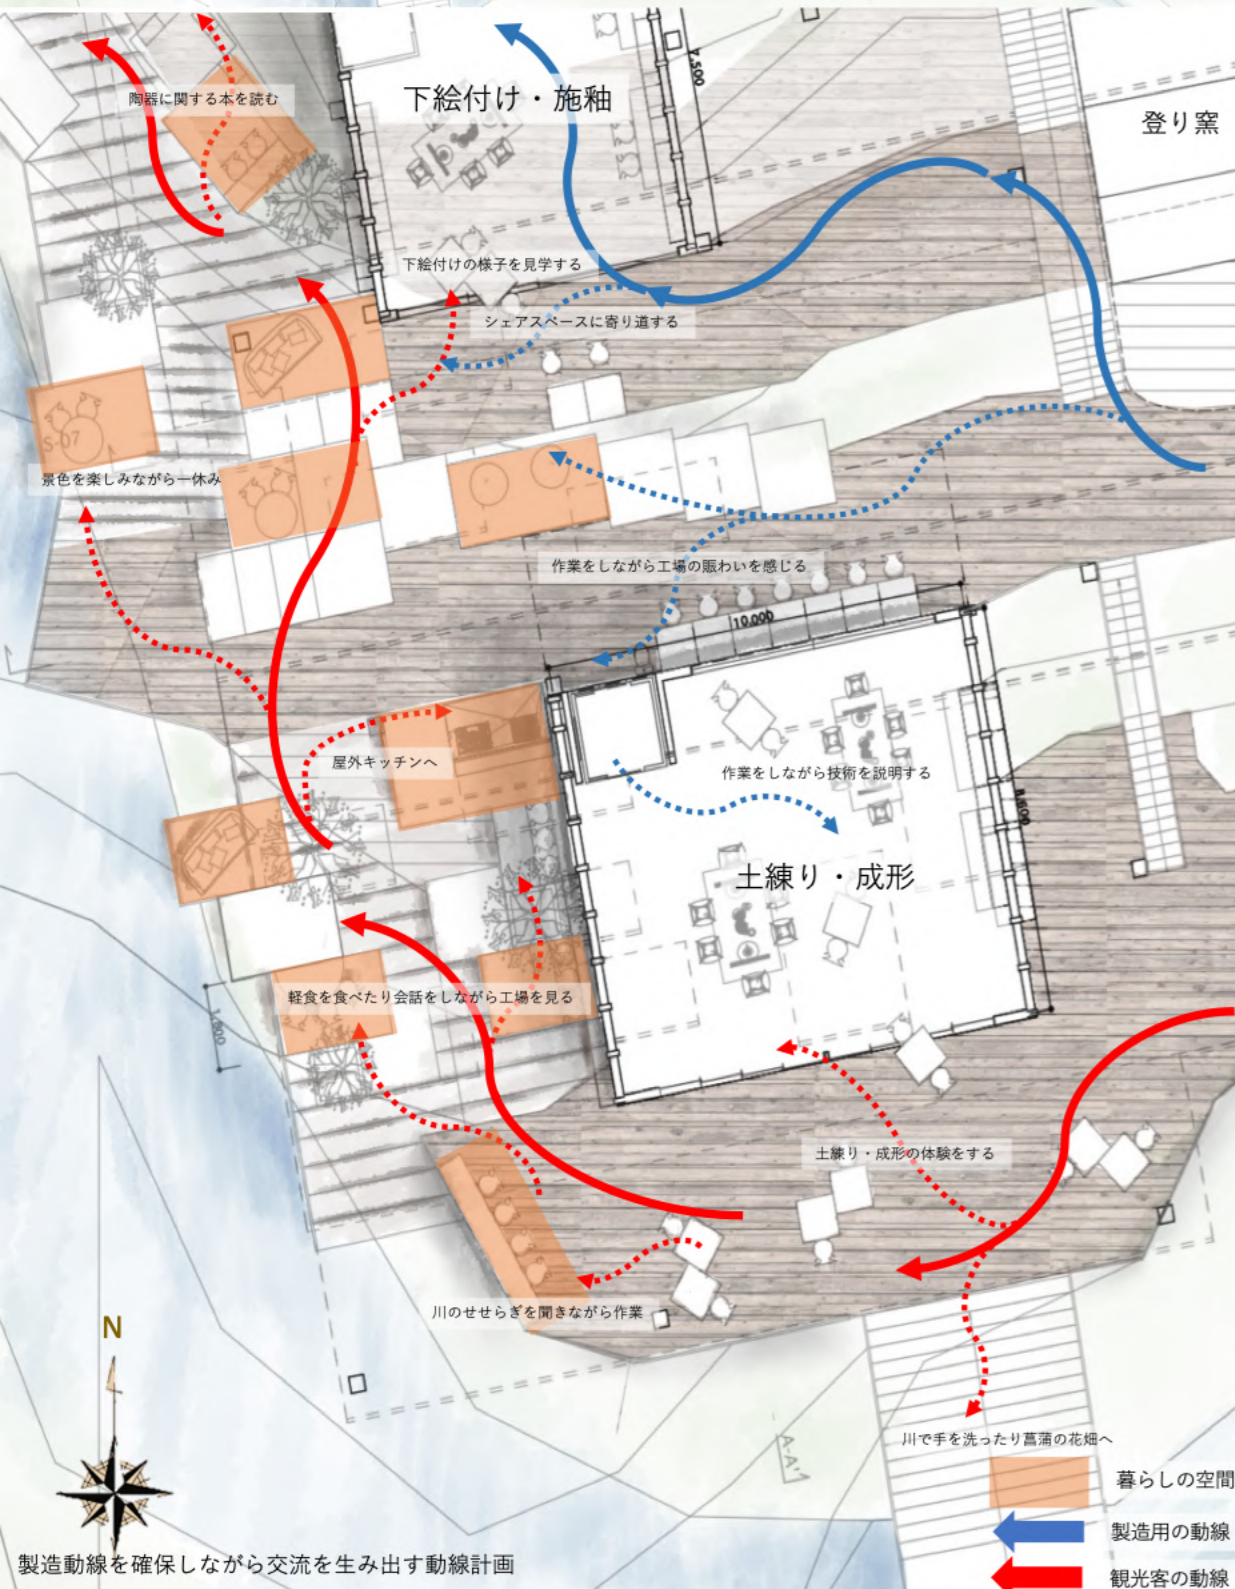 陶器に関する本を読む
下絵付け・施釉
7,500
登り窯
下絵付けの様子を見学する
シェアスペースに寄り道する
S-07
景色を楽しみながら一休み
作業をしながら工場の賑わいを感じる
10,000
屋外キッチンへ
作業をしながら技術を説明する
土練り・成形
軽食を食べたり会話をしながら工場を見る
土練り・成形の体験をする
川のせせらぎを聞きながら作業
N
川で手を洗ったり菖蒲の花畑へ
A-A'
暮らしの空間
製造用の動線
観光客の動線
製造動線を確保しながら交流を生み出す動線計画